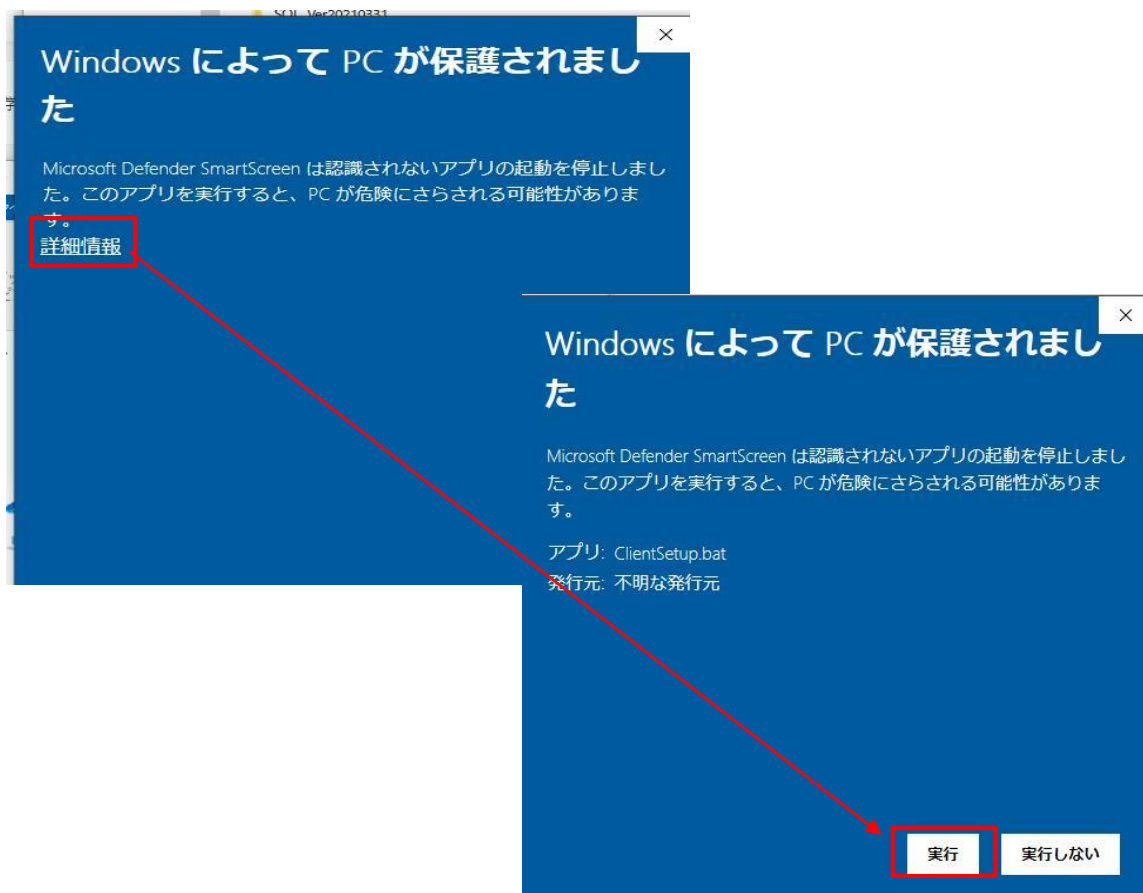 SQL_Ver20210331
Windows によって PC が保護されまし
た
Microsoft Defender SmartScreen は認識されないアプリの起動を停止しまし
た。このアプリを実行すると、PC が危険にさらされる可能性がありま
す。
詳細情報
Windows によって PC が保護されまし
た
Microsoft Defender SmartScreen は認識されないアプリの起動を停止しまし
た。このアプリを実行すると、PC が危険にさらされる可能性がありま
す。
アプリ: ClientSetup.bat
発行元: 不明な発行元
実行
実行しない